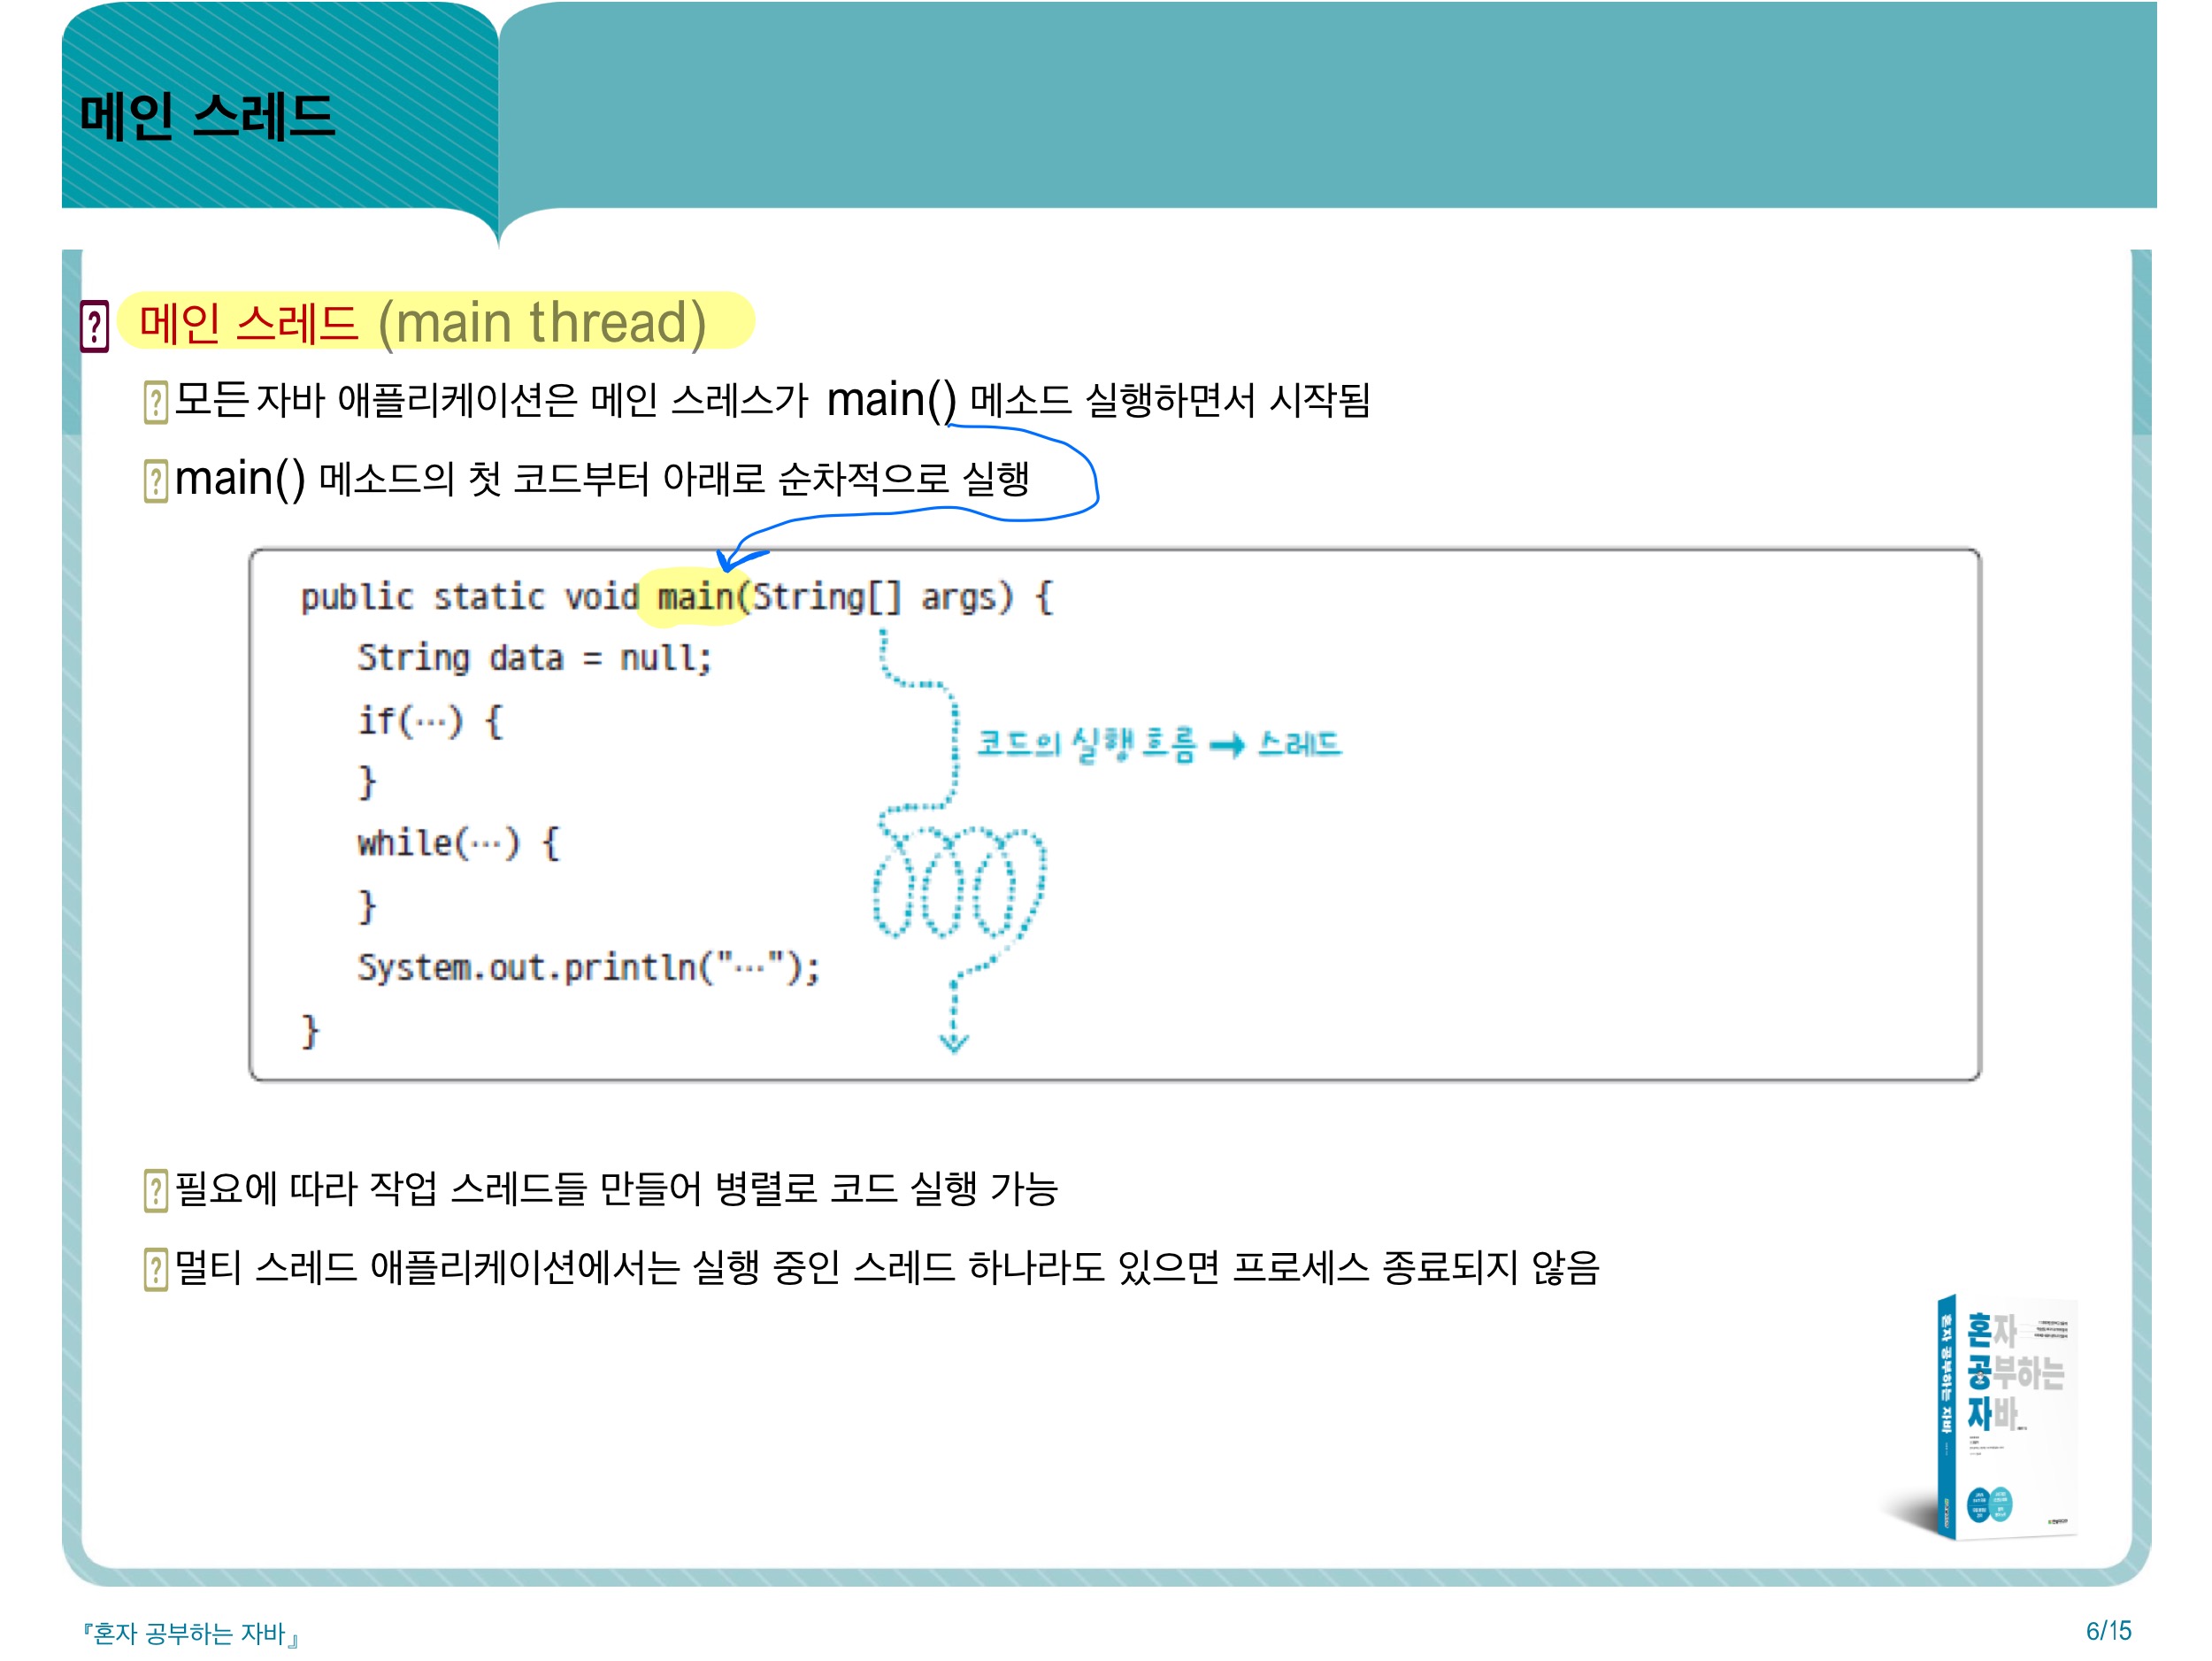 메인 스레드
메인 스레드 (main thread)
모든 자바 애플리케이션은 메인 스레스가 main() 메소드 실행하면서 시작됨
main() 메소드의 첫 코드부터 아래로 순차적으로 실행
public static void main(String[] args) {
String data = null;
if(…) {
코드의 실행 흐름 → 스레드
}
while(…) {
}
System.out.println("…");
}
필요에 따라 작업 스레드들 만들어 병렬로 코드 실행 가능
멀티 스레드 애플리케이션에서는 실행 중인 스레드 하나라도 있으면 프로세스 종료되지 않음
혼자 공부하는 자바
혼자
공부하는
자바
『혼자 공부하는 자바』
6/15